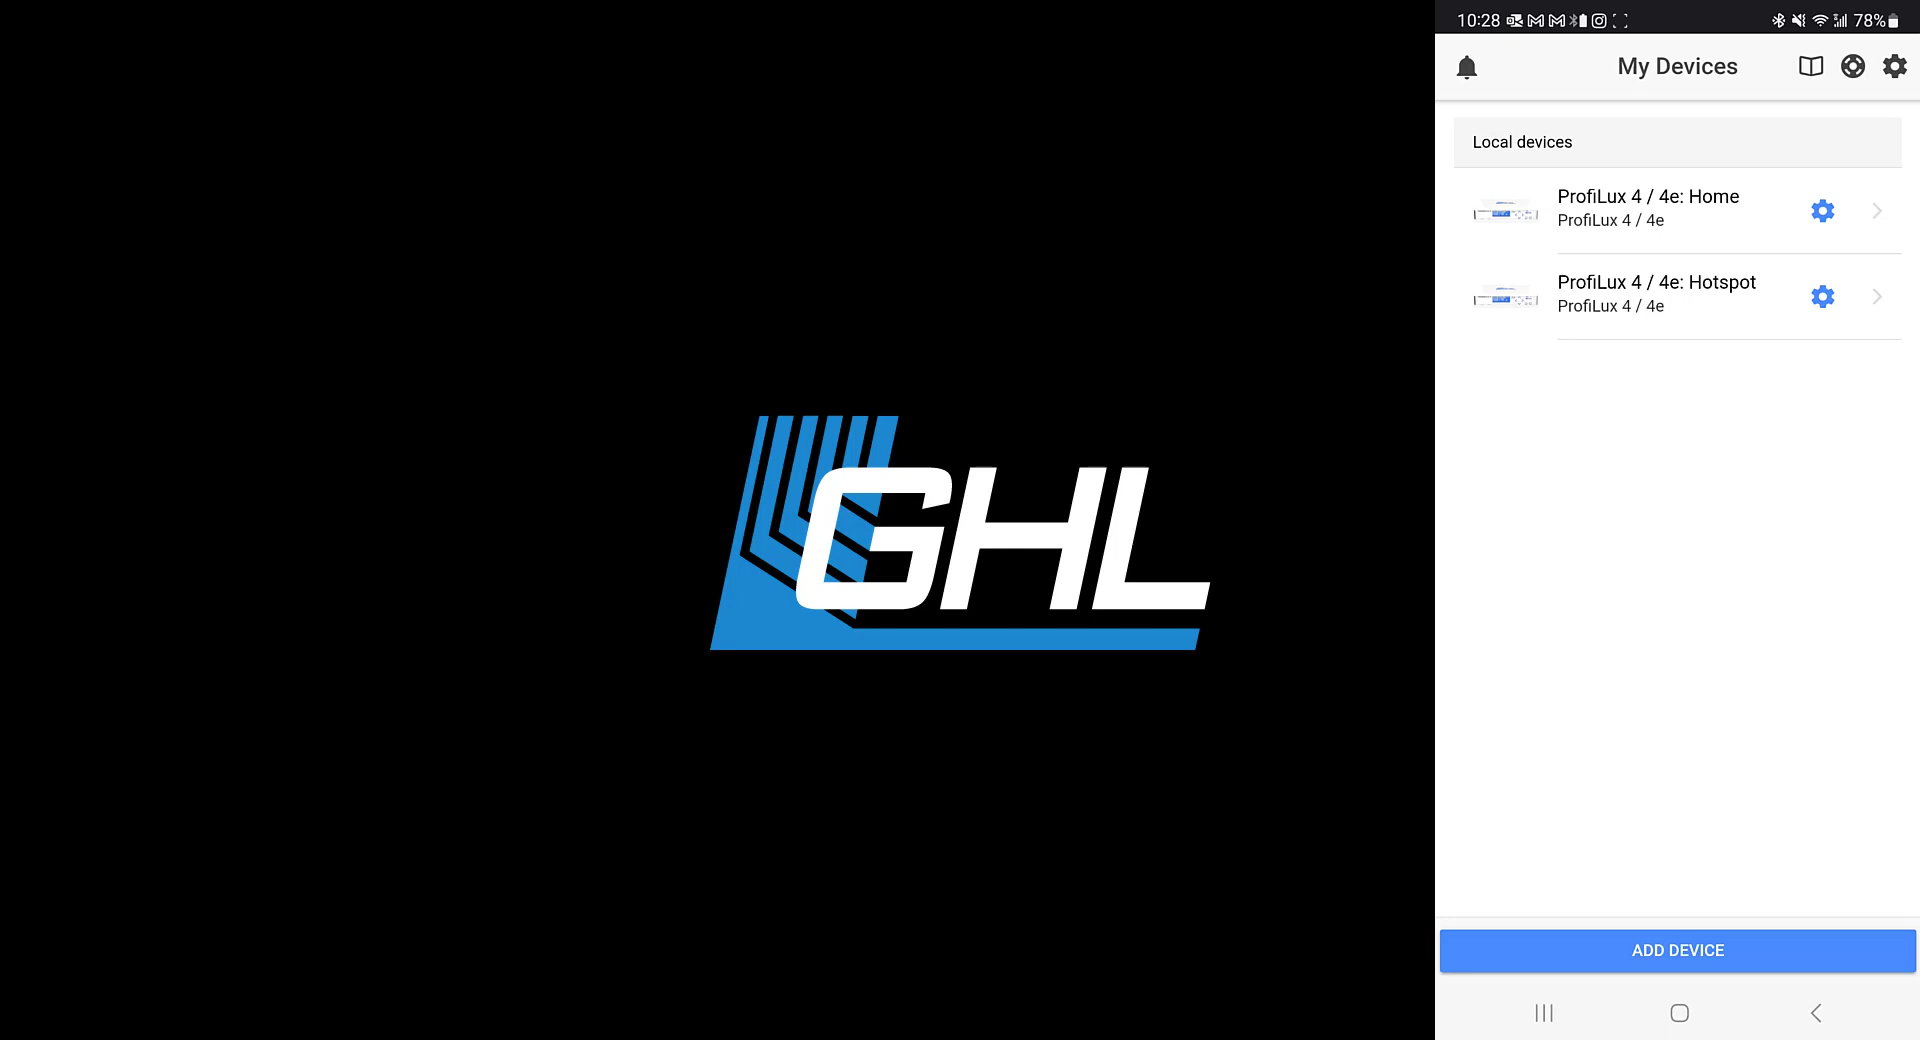 GHL
10:28
78%
My Devices
Local devices
ProfiLux 4 / 4e: Home
ProfiLux 4 / 4e
ProfiLux 4 / 4e: Hotspot
ProfiLux 4 / 4e
ADD DEVICE